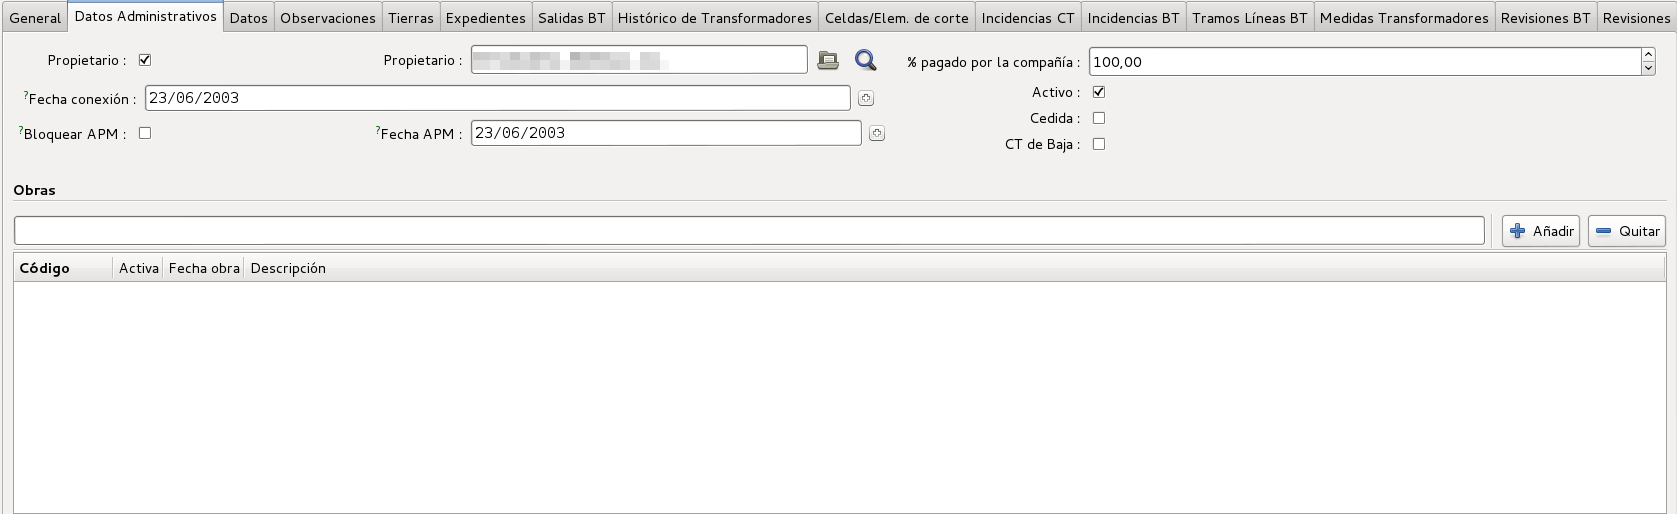 General Datos Administrativos Datos Observaciones Tierras Expedientes Salidas BT Histórico de Transformadores Celdas/Elem. de corte Incidencias CT Incidencias BT Tramos Líneas BT Medidas Transformadores Revisiones BT Revisiones
Propietario : Propietario : % pagado por la compañía : 100,00
?Fecha conexión : 23/06/2003 Activo :
Cedida :
?Bloquear APM : ?Fecha APM : 23/06/2003
CT de Baja :
Obras
Añadir Quitar
Código Activa Fecha obra Descripción